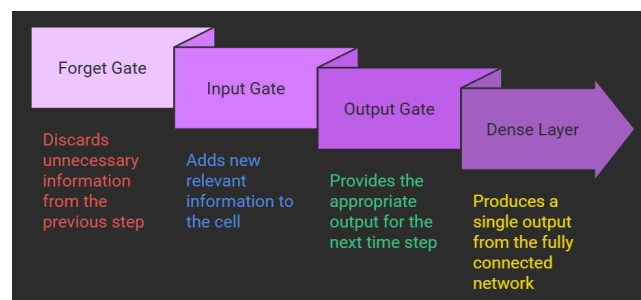 Forget Gate
Input Gate
Output Gate
Dense Layer
Discards
unnecessary
information
from the
previous step
Adds new
relevant
information to
the cell
Provides the
appropriate
output for the
next time step
Produces a
single output
from the fully
connected
network